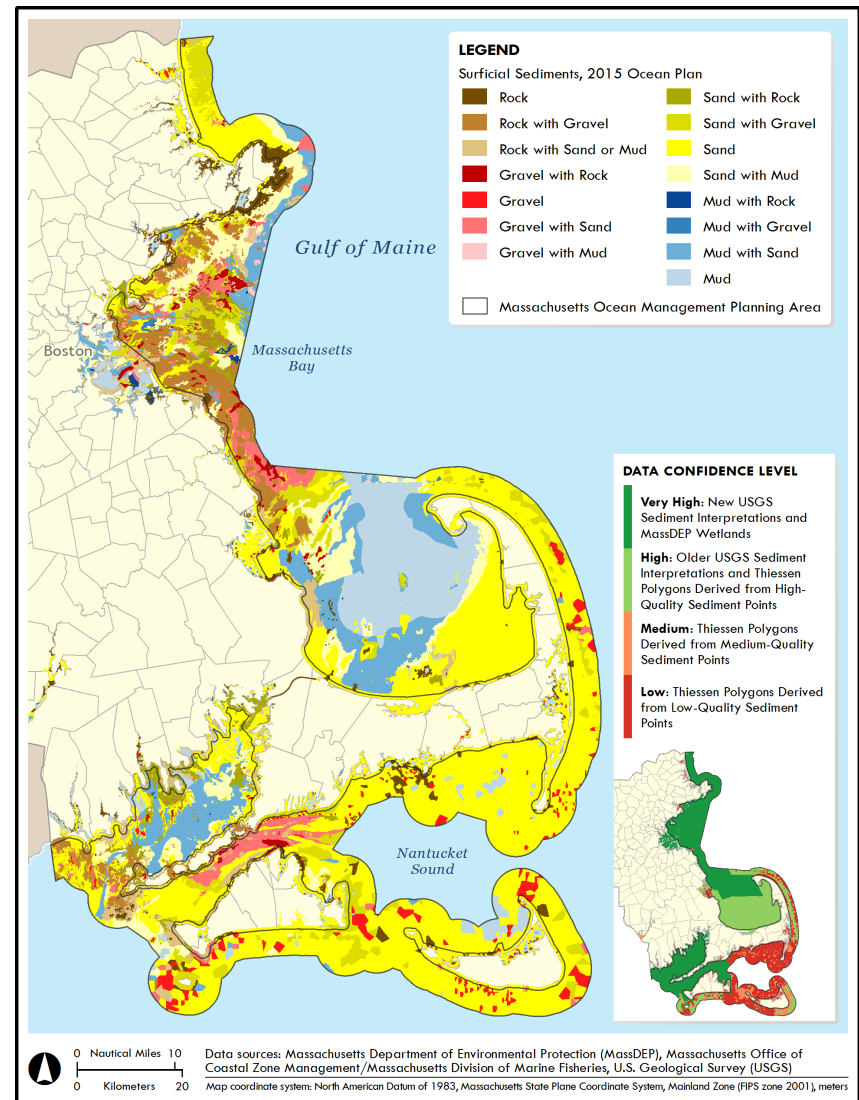 LEGEND
Surficial Sediments, 2015 Ocean Plan
Rock
Rock with Gravel
Rock with Sand or Mud
Gravel with Rock
Gravel
Gravel with Sand
Gravel with Mud
Sand with Rock
Sand with Gravel
Sand
Sand with Mud
Mud with Rock
Mud with Gravel
Mud with Sand
Mud
Massachusetts Ocean Management Planning Area
Gulf of Maine
Boston
Massachusetts
Bay
Nantucket
Sound
DATA CONFIDENCE LEVEL
Very High: New USGS
Sediment Interpretations and
MassDEP Wetlands
High: Older USGS Sediment
Interpretations and Thiessen
Polygons Derived from High-
Quality Sediment Points
Medium: Thiessen Polygons
Derived from Medium-Quality
Sediment Points
Low: Thiessen Polygons Derived
from Low-Quality Sediment
Points
0 Nautical Miles 10
0 Kilometers 20
Data sources: Massachusetts Department of Environmental Protection (MassDEP), Massachusetts Office of
Coastal Zone Management/Massachusetts Division of Marine Fisheries, U.S. Geological Survey (USGS)
Map coordinate system: North American Datum of 1983, Massachusetts State Plane Coordinate System, Mainland Zone (FIPS zone 2001), meters